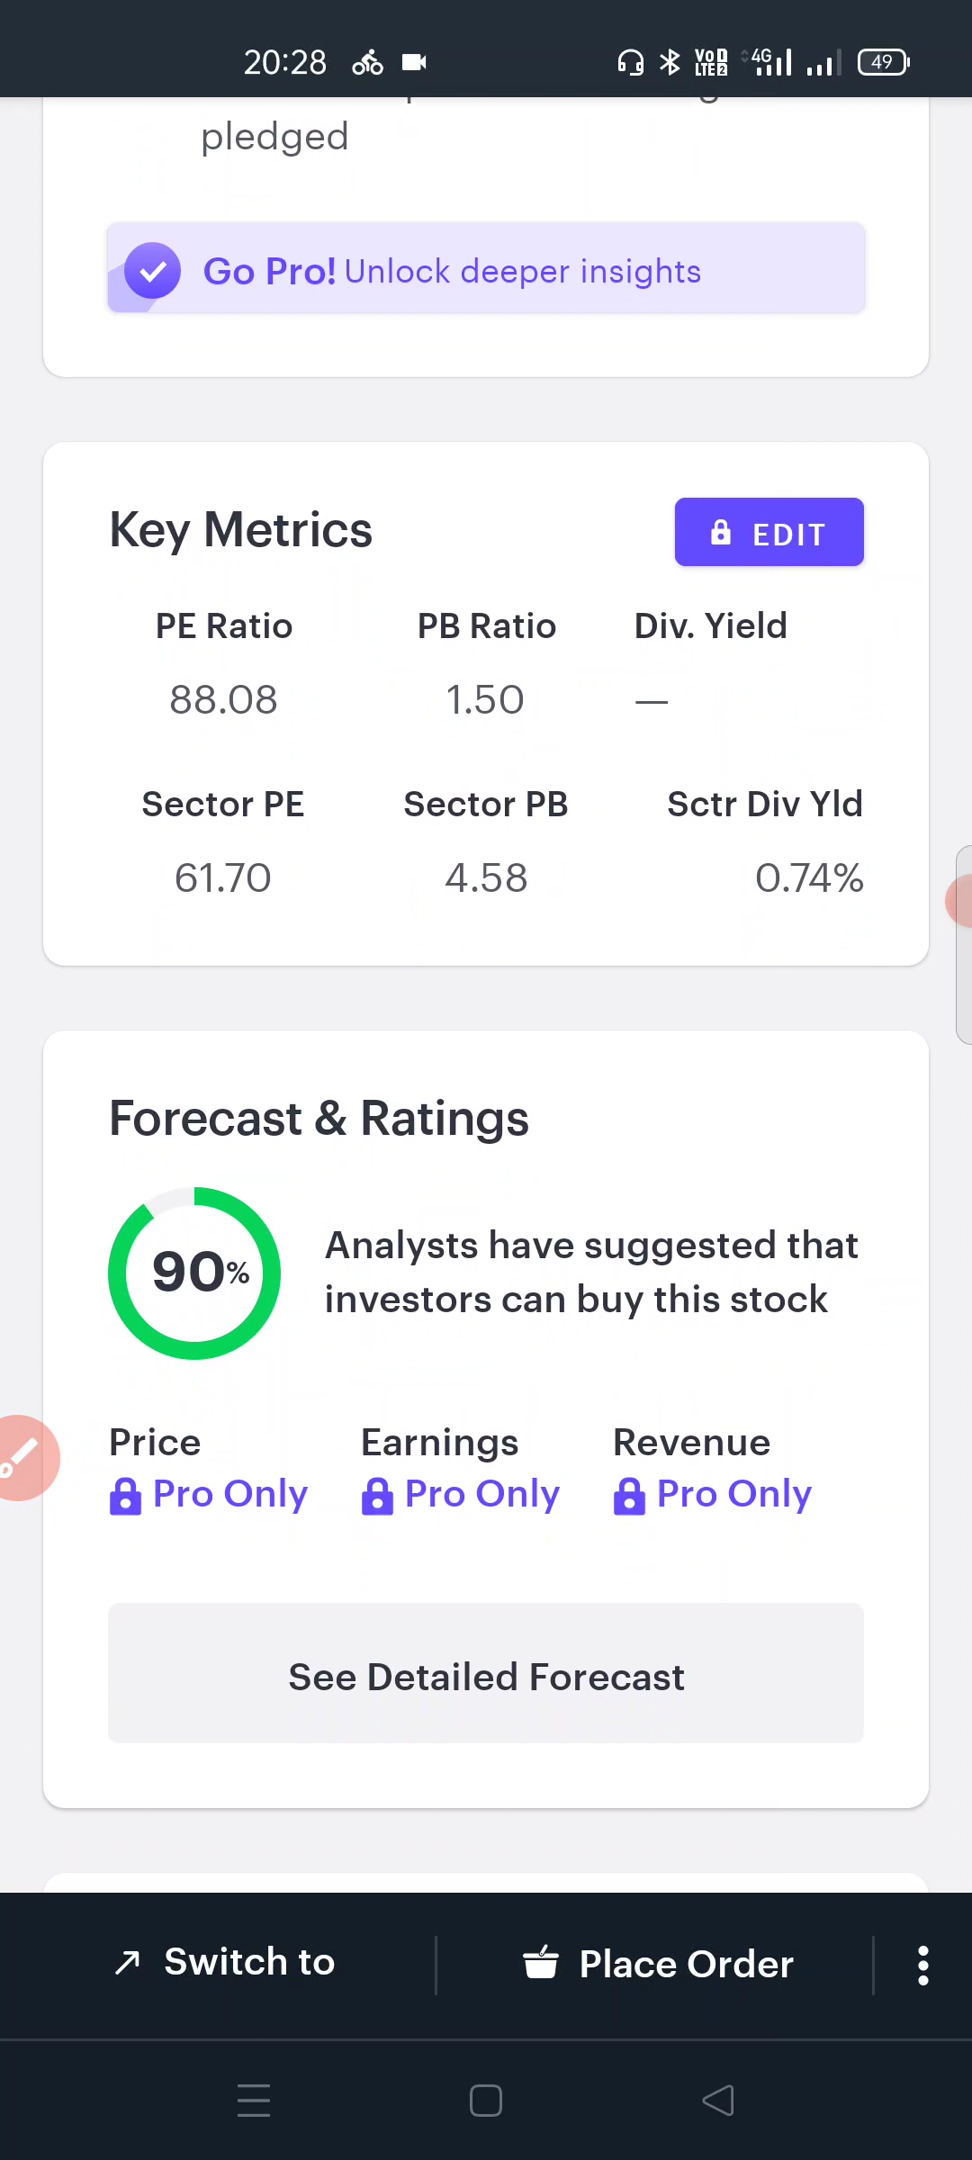 20:28
VoD LTE2
4G
49
pledged
Go Pro! Unlock deeper insights
Key Metrics
EDIT
PE Ratio PB Ratio Div. Yield
88.08 1.50 —
Sector PE Sector PB Sctr Div Yld
61.70 4.58 0.74%
Forecast & Ratings
90%
Analysts have suggested that
investors can buy this stock
Price Earnings Revenue
Pro Only Pro Only Pro Only
See Detailed Forecast
Switch to Place Order